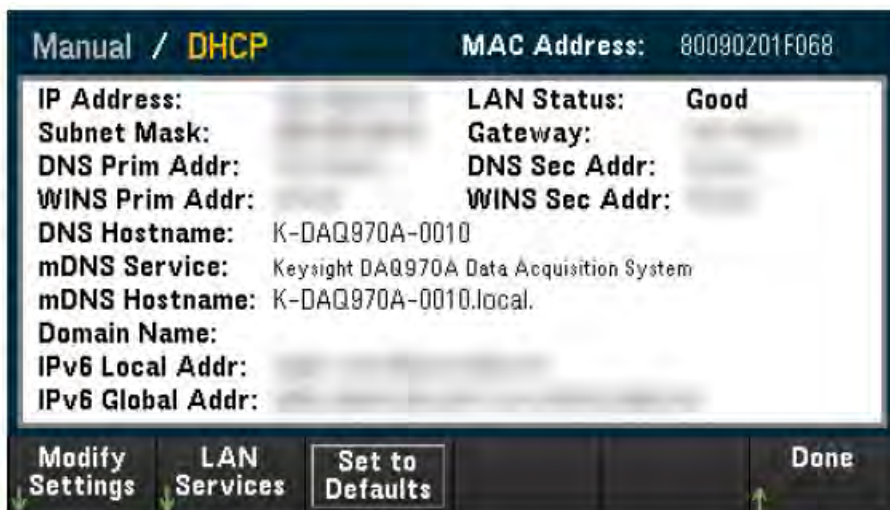 Manual / DHCP MAC Address: 80090201F068
IP Address: LAN Status: Good
Subnet Mask: Gateway:
DNS Prim Addr: DNS Sec Addr:
WINS Prim Addr: WINS Sec Addr:
DNS Hostname: K-DAQ970A-0010
mDNS Service: Keysight DAQ970A Data Acquisition System
mDNS Hostname: K-DAQ970A-0010.local.
Domain Name:
IPv6 Local Addr:
IPv6 Global Addr:
Modify Settings
LAN Services
Set to Defaults
Done